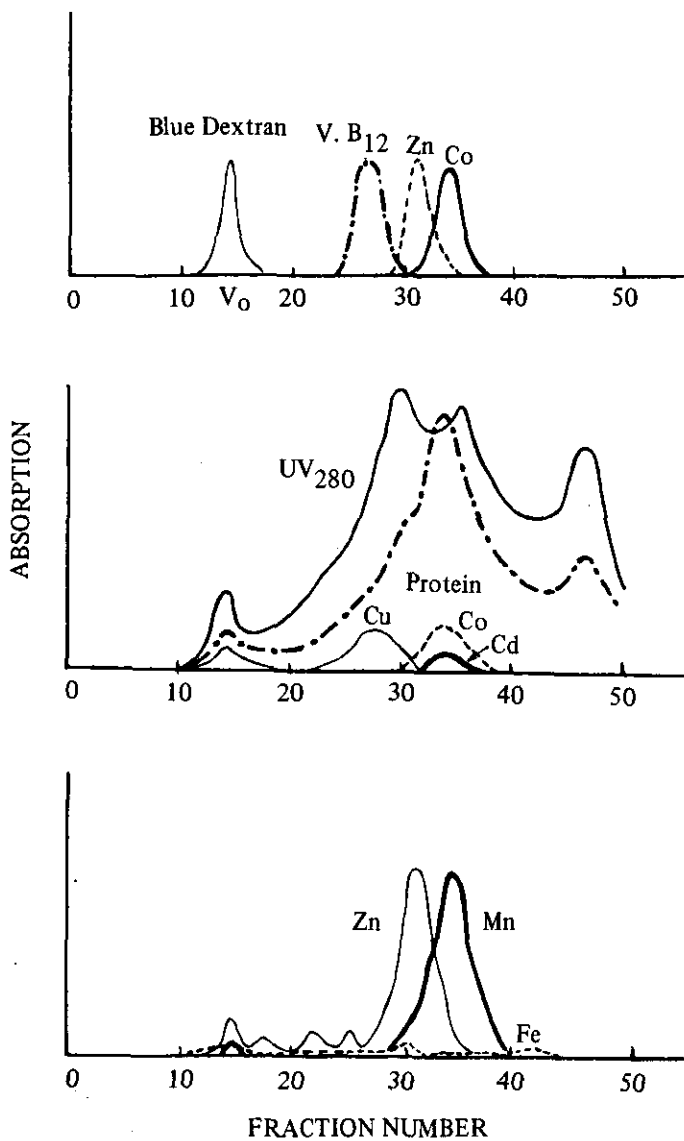 Blue Dextran
V. B12
Zn
Co
0 10 20 30 40 50
Vo
ABSORPTION
UV280
Protein
Cu
Co
Cd
0 10 20 30 40 50
Zn
Mn
Fe
0 10 20 30 40 50
FRACTION NUMBER